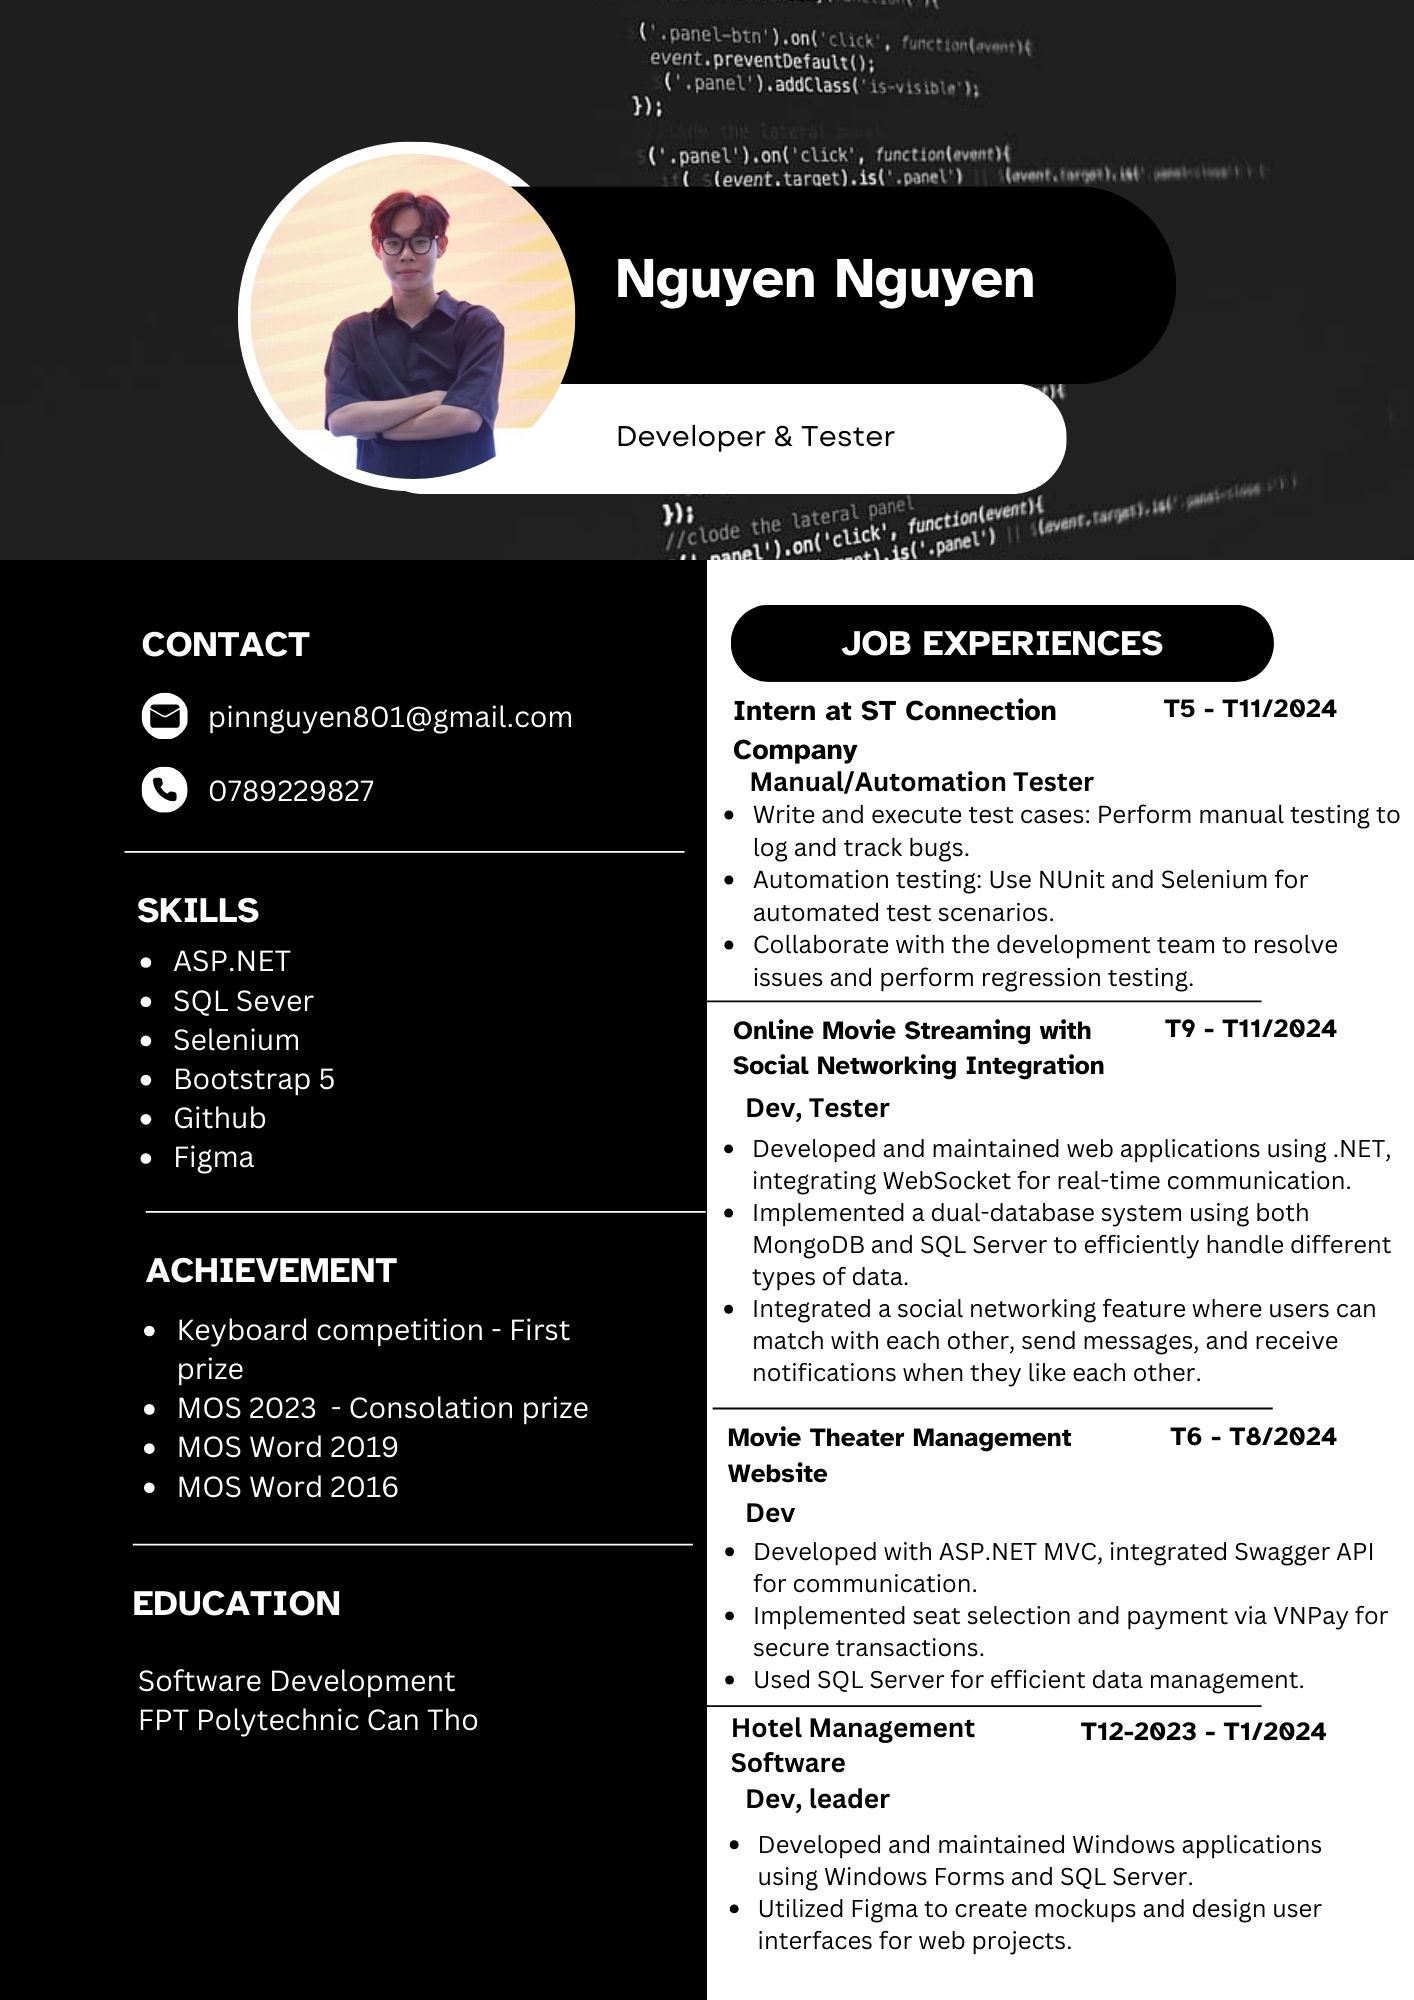 ('.panel-btn').on('click', function(event){
event.preventDefault();
('.panel').addClass('is-visible');
});
('.panel').on('click', function(event){
(event.target).is('.panel') || (event.target).is('
Nguyen Nguyen
Developer & Tester
});
//clode the lateral panel
.panel').on('click', function(event){
.is('.panel') || (event.target).is('.panel-close
CONTACT
pinnguyen801@gmail.com
0789229827
SKILLS
ASP.NET
SQL Sever
Selenium
Bootstrap 5
Github
Figma
ACHIEVEMENT
Keyboard competition - First
prize
MOS 2023 - Consolation prize
MOS Word 2019
MOS Word 2016
EDUCATION
Software Development
FPT Polytechnic Can Tho
JOB EXPERIENCES
Intern at ST Connection T5 - T11/2024
Company
Manual/Automation Tester
Write and execute test cases: Perform manual testing to
log and track bugs.
Automation testing: Use NUnit and Selenium for
automated test scenarios.
Collaborate with the development team to resolve
issues and perform regression testing.
Online Movie Streaming with T9 - T11/2024
Social Networking Integration
Dev, Tester
Developed and maintained web applications using .NET,
integrating WebSocket for real-time communication.
Implemented a dual-database system using both
MongoDB and SQL Server to efficiently handle different
types of data.
Integrated a social networking feature where users can
match with each other, send messages, and receive
notifications when they like each other.
Movie Theater Management T6 - T8/2024
Website
Dev
Developed with ASP.NET MVC, integrated Swagger API
for communication.
Implemented seat selection and payment via VNPay for
secure transactions.
Used SQL Server for efficient data management.
Hotel Management T12-2023 - T1/2024
Software
Dev, leader
Developed and maintained Windows applications
using Windows Forms and SQL Server.
Utilized Figma to create mockups and design user
interfaces for web projects.